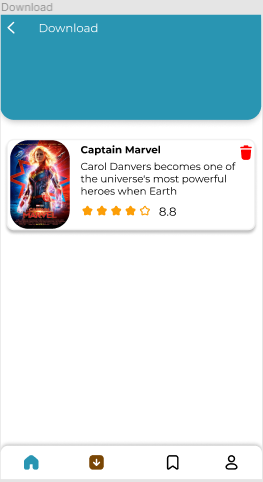 Download
Download
Captain Marvel
Carol Danvers becomes one of
the universe's most powerful
heroes when Earth
8.8